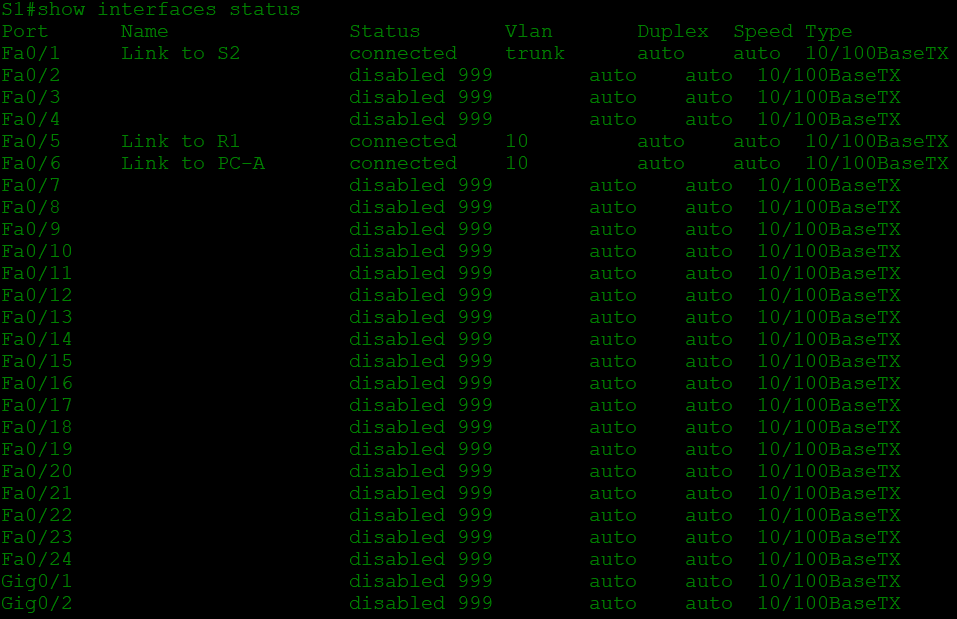 S1#show interfaces status
Port      Name               Status       Vlan       Duplex  Speed Type
Fa0/1     Link to S2         connected    trunk      auto    auto  10/100BaseTX
Fa0/2                        disabled 999        auto    auto  10/100BaseTX
Fa0/3                        disabled 999        auto    auto  10/100BaseTX
Fa0/4                        disabled 999        auto    auto  10/100BaseTX
Fa0/5     Link to R1         connected    10         auto    auto  10/100BaseTX
Fa0/6     Link to PC-A       connected    10         auto    auto  10/100BaseTX
Fa0/7                        disabled 999        auto    auto  10/100BaseTX
Fa0/8                        disabled 999        auto    auto  10/100BaseTX
Fa0/9                        disabled 999        auto    auto  10/100BaseTX
Fa0/10                       disabled 999        auto    auto  10/100BaseTX
Fa0/11                       disabled 999        auto    auto  10/100BaseTX
Fa0/12                       disabled 999        auto    auto  10/100BaseTX
Fa0/13                       disabled 999        auto    auto  10/100BaseTX
Fa0/14                       disabled 999        auto    auto  10/100BaseTX
Fa0/15                       disabled 999        auto    auto  10/100BaseTX
Fa0/16                       disabled 999        auto    auto  10/100BaseTX
Fa0/17                       disabled 999        auto    auto  10/100BaseTX
Fa0/18                       disabled 999        auto    auto  10/100BaseTX
Fa0/19                       disabled 999        auto    auto  10/100BaseTX
Fa0/20                       disabled 999        auto    auto  10/100BaseTX
Fa0/21                       disabled 999        auto    auto  10/100BaseTX
Fa0/22                       disabled 999        auto    auto  10/100BaseTX
Fa0/23                       disabled 999        auto    auto  10/100BaseTX
Fa0/24                       disabled 999        auto    auto  10/100BaseTX
Gig0/1                       disabled 999        auto    auto  10/100BaseTX
Gig0/2                       disabled 999        auto    auto  10/100BaseTX